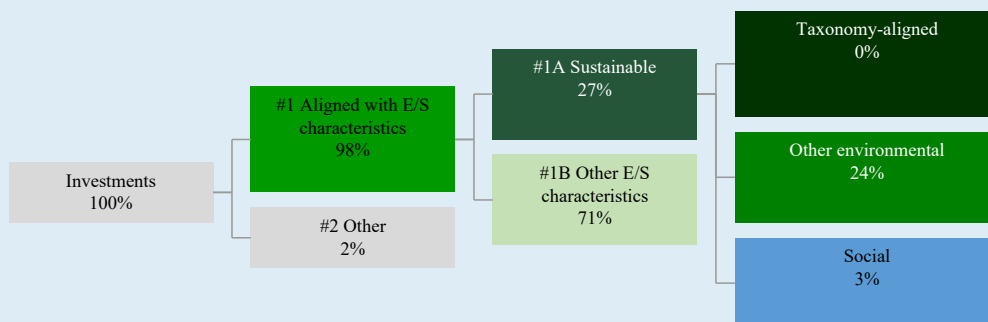 Investments
100%
#1 Aligned with E/S
characteristics
98%
#2 Other
2%
#1A Sustainable
27%
#1B Other E/S
characteristics
71%
Taxonomy-aligned
0%
Other environmental
24%
Social
3%